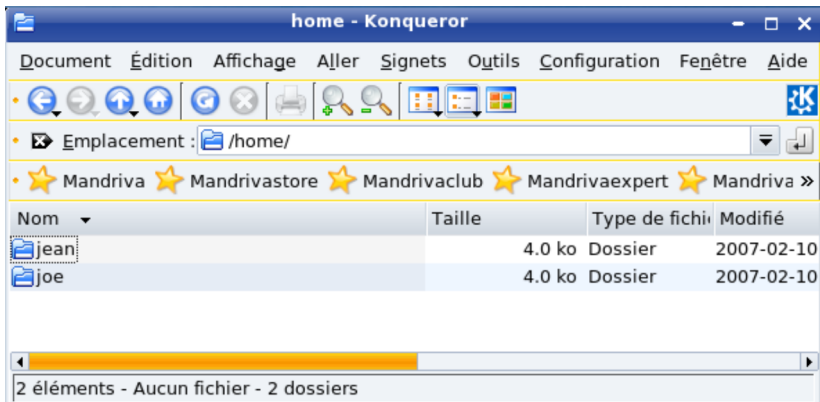 home - Konqueror
Document Édition Affichage Aller Signets Outils Configuration Fenêtre Aide
Emplacement : /home/
Mandriva Mandrivastore Mandrivaclub Mandrivaexpert Mandriva »
Nom Taille Type de fichi Modifié
jean 4.0 ko Dossier 2007-02-10
joe 4.0 ko Dossier 2007-02-10
2 éléments - Aucun fichier - 2 dossiers